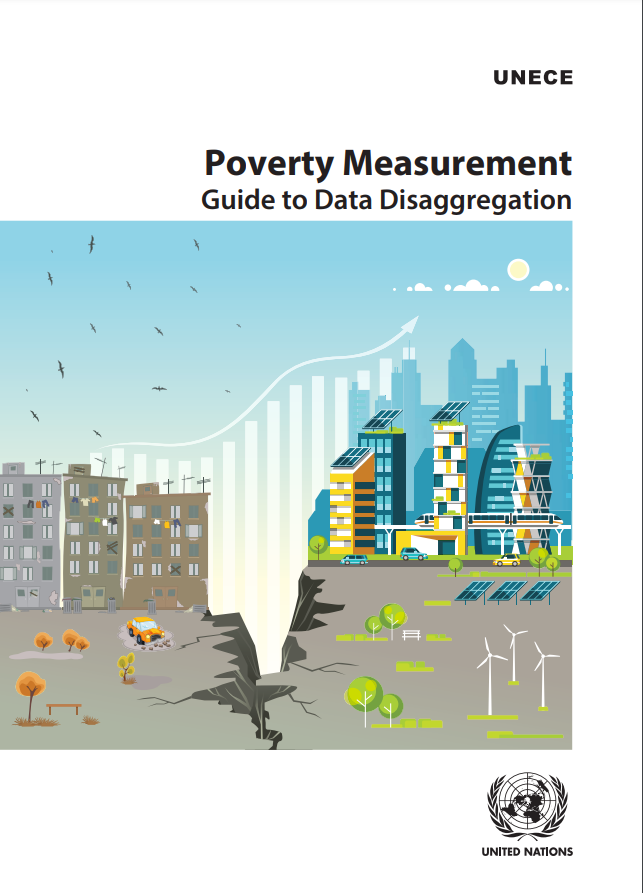 UNECE
Poverty Measurement
Guide to Data Disaggregation
UNITED NATIONS